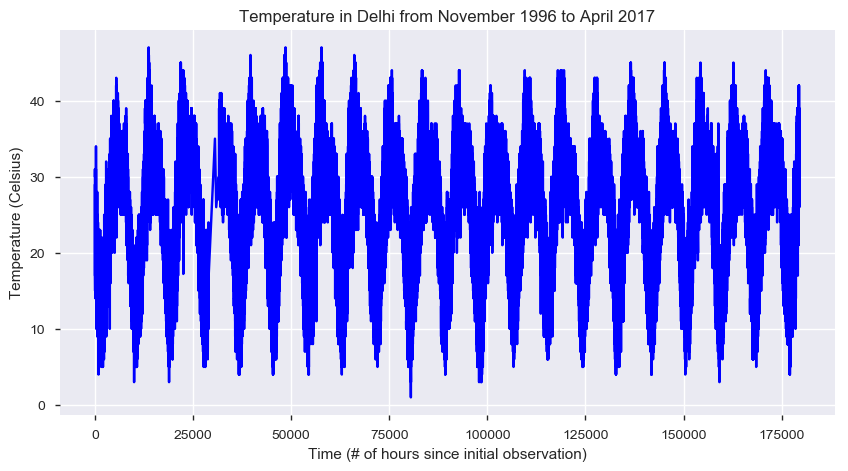 Temperature in Delhi from November 1996 to April 2017
Temperature (Celsius)
40
30
20
10
0
0 25000 50000 75000 100000 125000 150000 175000
Time (# of hours since initial observation)